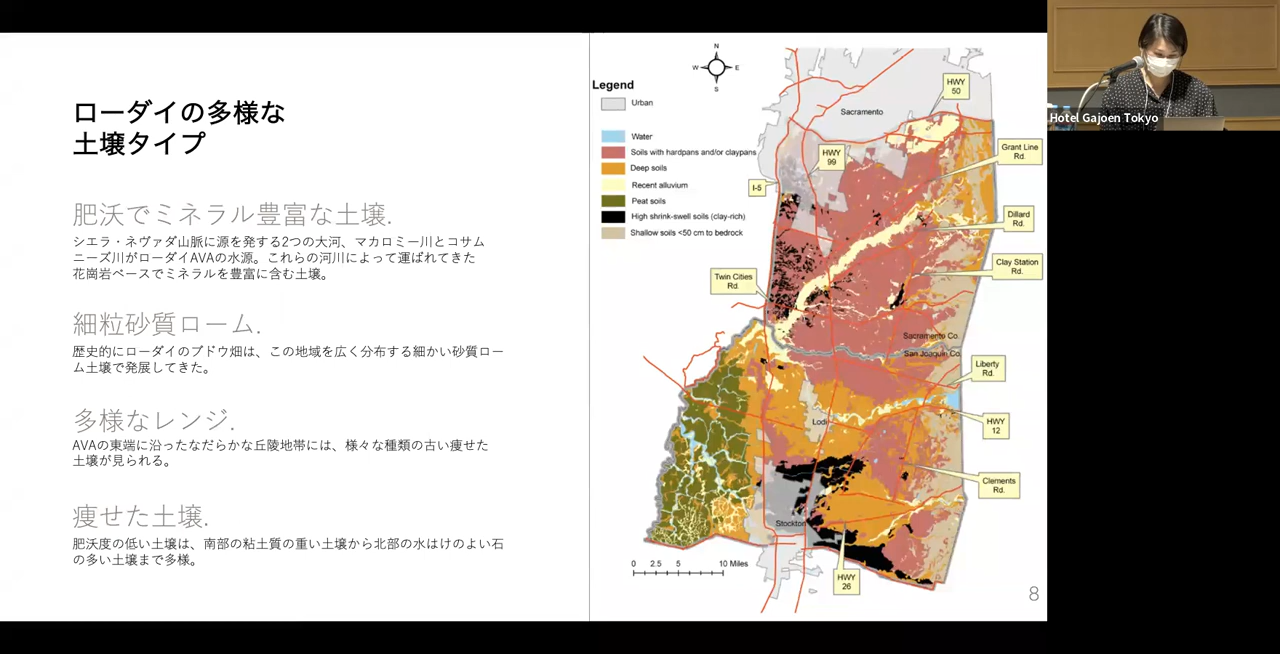 ローダイの多様な
土壌タイプ
肥沃でミネラル豊富な土壌.
シエラ・ネヴァダ山脈に源を発する2つの大河、マカロミー川とコサム
ニーズ川がローダイAVAの水源。これらの河川によって運ばれてきた
花崗岩ベースでミネラルを豊富に含む土壌。
細粒砂質ローム.
歴史的にローダイのブドウ畑は、この地域を広く分布する細かい砂質ロー
ム土壌で発展してきた。
多様なレンジ.
AVAの東端に沿ったなだらかな丘陵地帯には、様々な種類の古い痩せた
土壌が見られる。
痩せた土壌.
肥沃度の低い土壌は、南部の粘土質の重い土壌から北部の水はけのよい石
の多い土壌まで多様。
N
W
E
S
Legend
Urban
Water
Soils with hardpans and/or claypans
Deep soils
Recent alluvium
Peat soils
High shrink-swell soils (clay-rich)
Shallow soils <50 cm to bedrock
Sacramento
HWY
50
HWY
99
Grant Line
Rd.
I-5
Dillard
Rd.
Clay Station
Rd.
Twin Cities
Rd.
Sacramento Co.
San Joaquin Co.
Liberty
Rd.
Lodi
HWY
12
Clements
Rd.
Stockton
HWY
26
0 2.5 5 10 Miles
8
Hotel Gajoen Tokyo